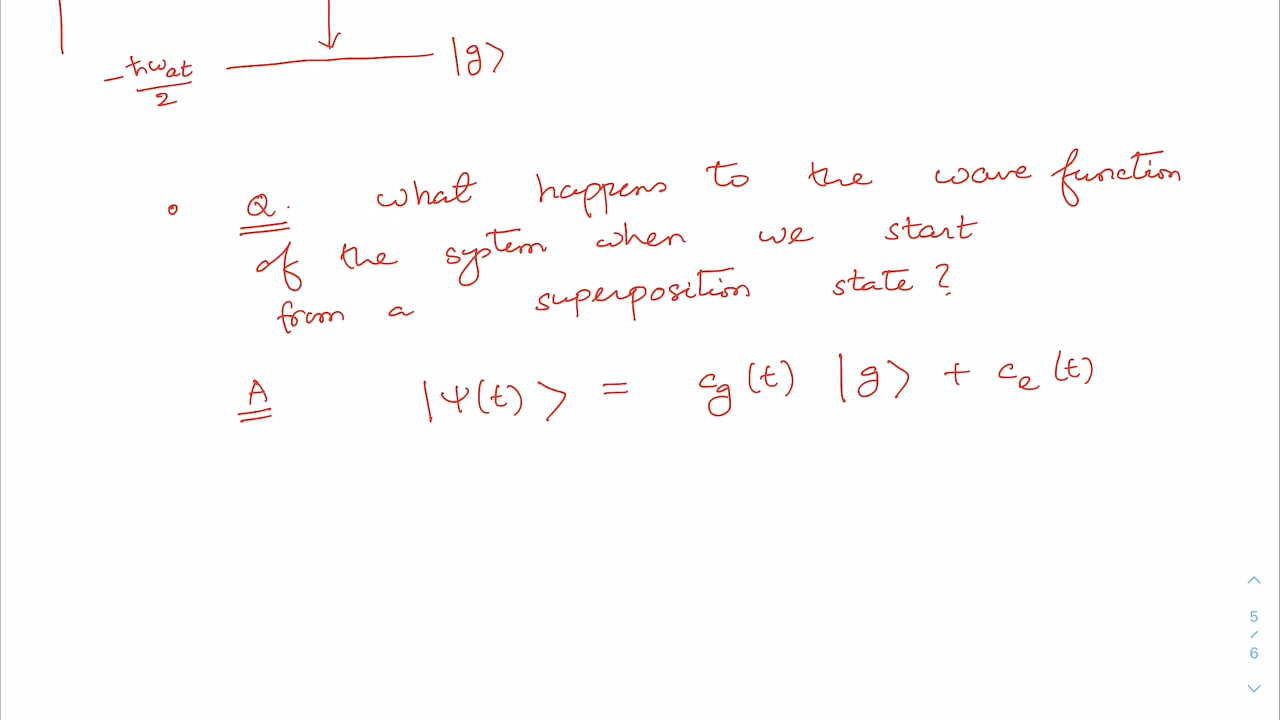 -ħω_at/2 |g⟩
• Q. what happens to the wave function
of the system when we start
from a superposition state?
A |Ψ(t)⟩ = c_g(t) |g⟩ + c_e(t)
5
/
6